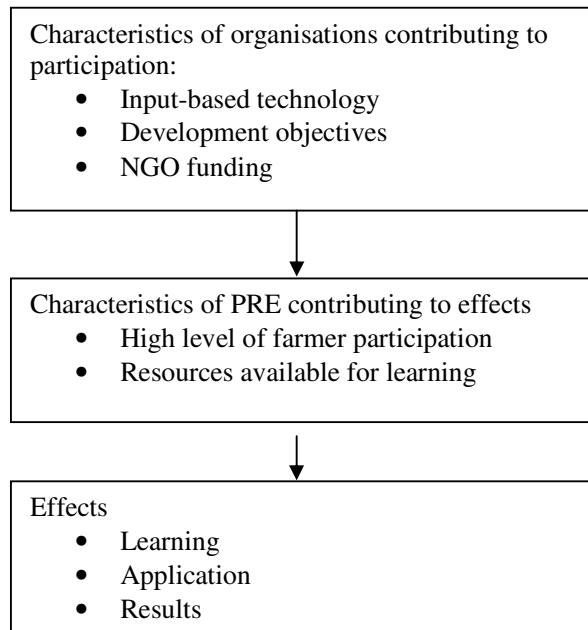 Characteristics of organisations contributing to
participation:
• Input-based technology
• Development objectives
• NGO funding
Characteristics of PRE contributing to effects
• High level of farmer participation
• Resources available for learning
Effects
• Learning
• Application
• Results